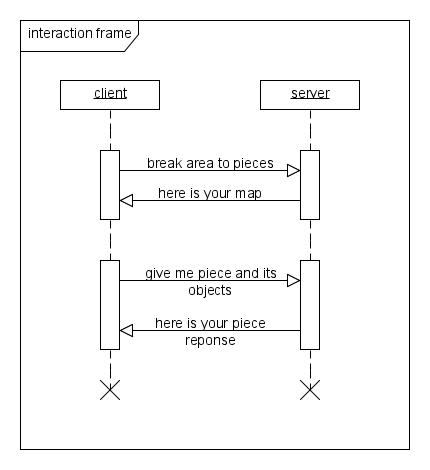 interaction frame
client
server
break area to pieces
here is your map
give me piece and its
objects
here is your piece
reponse